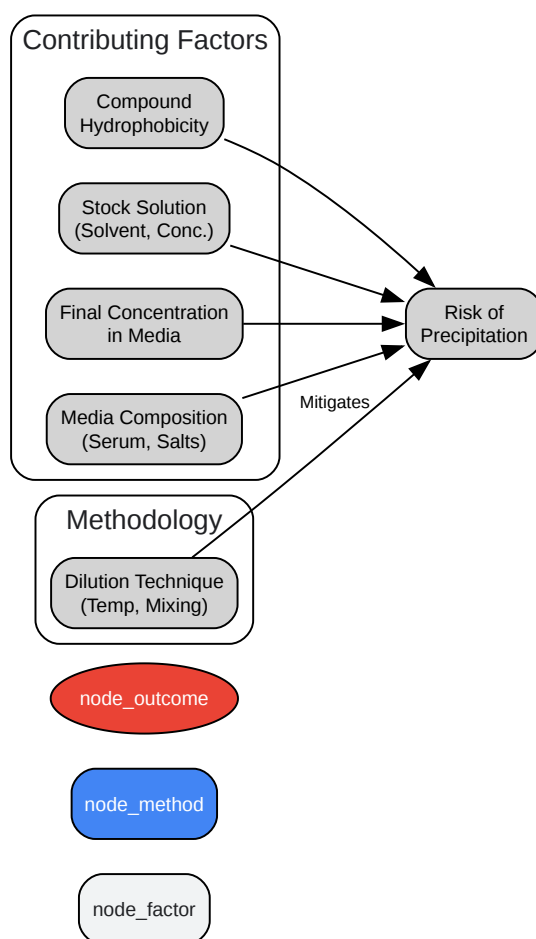 Contributing Factors
Compound
Hydrophobicity
Stock Solution
(Solvent, Conc.)
Final Concentration
in Media
Risk of
Precipitation
Media Composition
(Serum, Salts)
Mitigates
Methodology
Dilution Technique
(Temp, Mixing)
node_outcome
node_method
node_factor